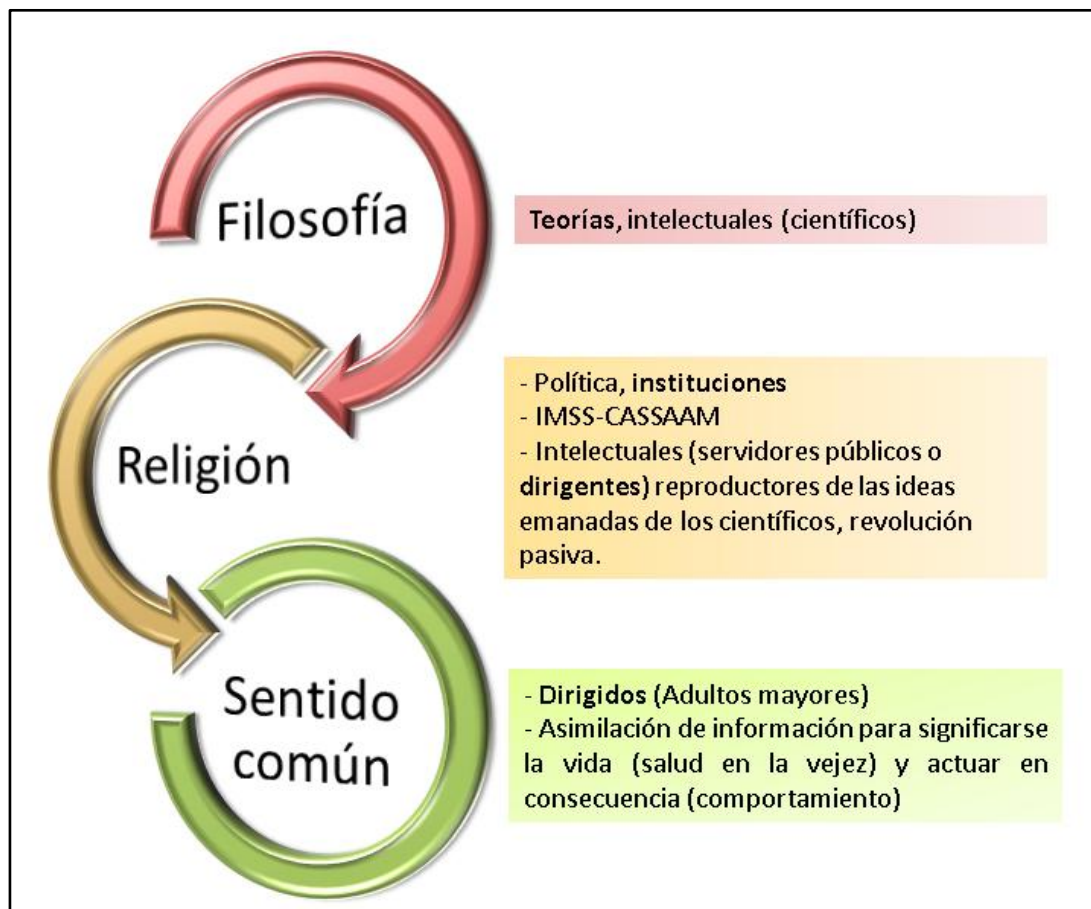 Filosofía
Teorías, intelectuales (científicos)
Religión
- Política, instituciones
- IMSS-CASSAAM
- Intelectuales (servidores públicos o
dirigentes) reproductores de las ideas
emanadas de los científicos, revolución
pasiva.
Sentido
común
- Dirigidos (Adultos mayores)
- Asimilación de información para significarse
la vida (salud en la vejez) y actuar en
consecuencia (comportamiento)